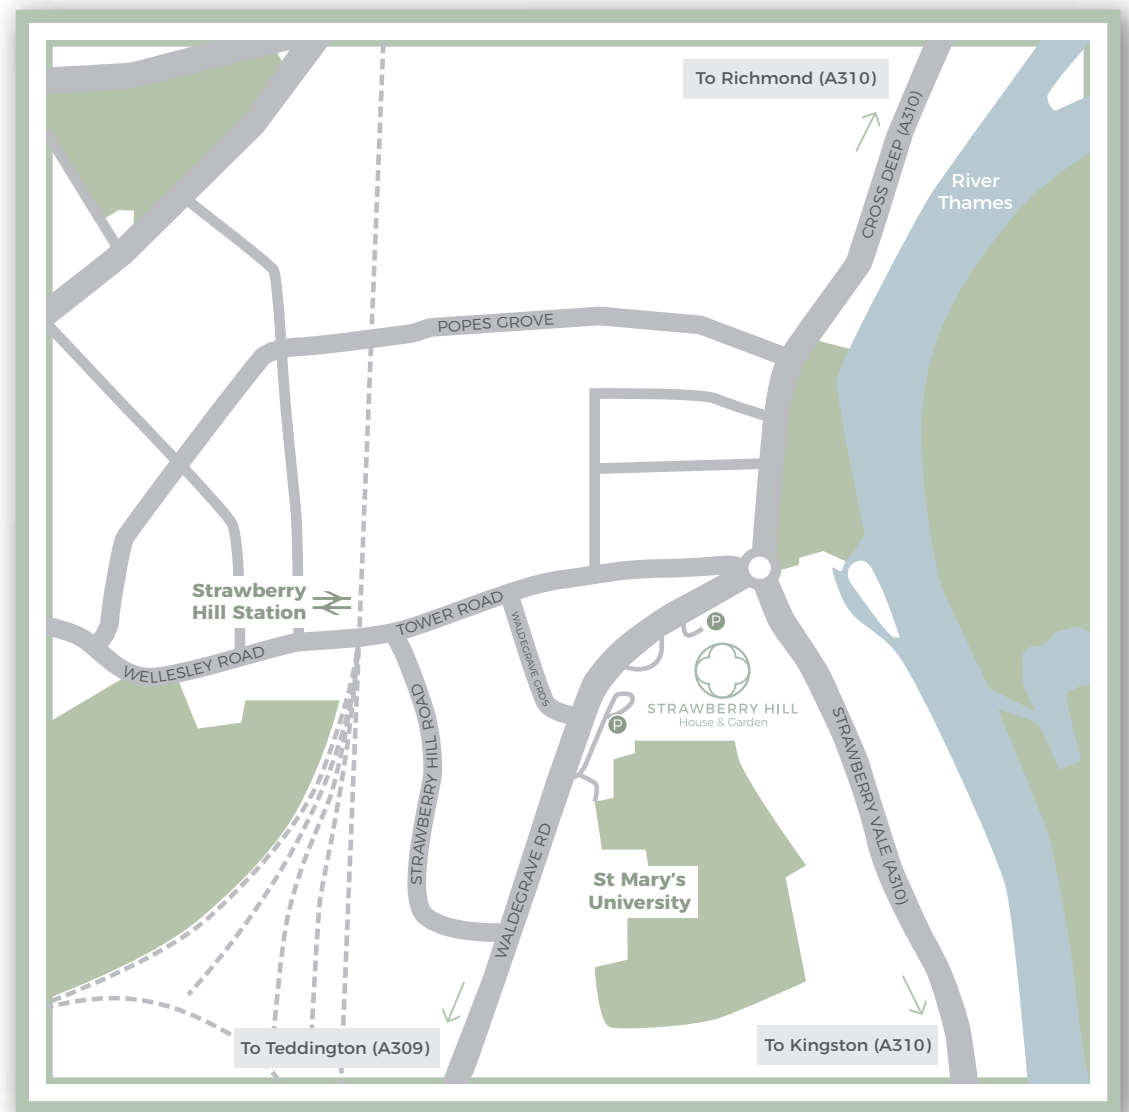 To Richmond (A310)
CROSS DEEP (A310)
River
Thames
POPES GROVE
Strawberry
Hill Station
TOWER ROAD
WALDEGRAVE GRDS
P
WELLESLEY ROAD
STRAWBERRY HILL
House & Garden
P
STRAWBERRY HILL ROAD
STRAWBERRY VALE (A310)
WALDEGRAVE RD
St Mary's
University
To Teddington (A309)
To Kingston (A310)